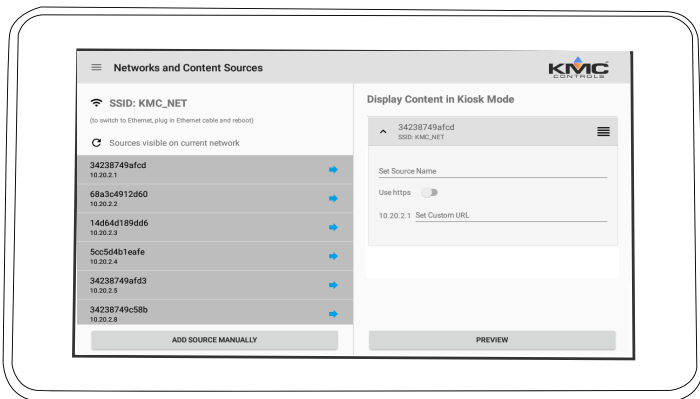 Networks and Content Sources
KMC
CONTROLS
SSID: KMC_NET
(to switch to Ethernet, plug in Ethernet cable and reboot)
Sources visible on current network
34238749afcd
10.20.2.1
68a3c4912d60
10.20.2.2
14d64d189dd6
10.20.2.3
5cc5d4b1eafe
10.20.2.4
34238749afd3
10.20.2.5
34238749c58b
10.20.2.8
ADD SOURCE MANUALLY
Display Content in Kiosk Mode
34238749afcd
SSID: KMC_NET
Set Source Name
Use https
10.20.2.1 Set Custom URL
PREVIEW